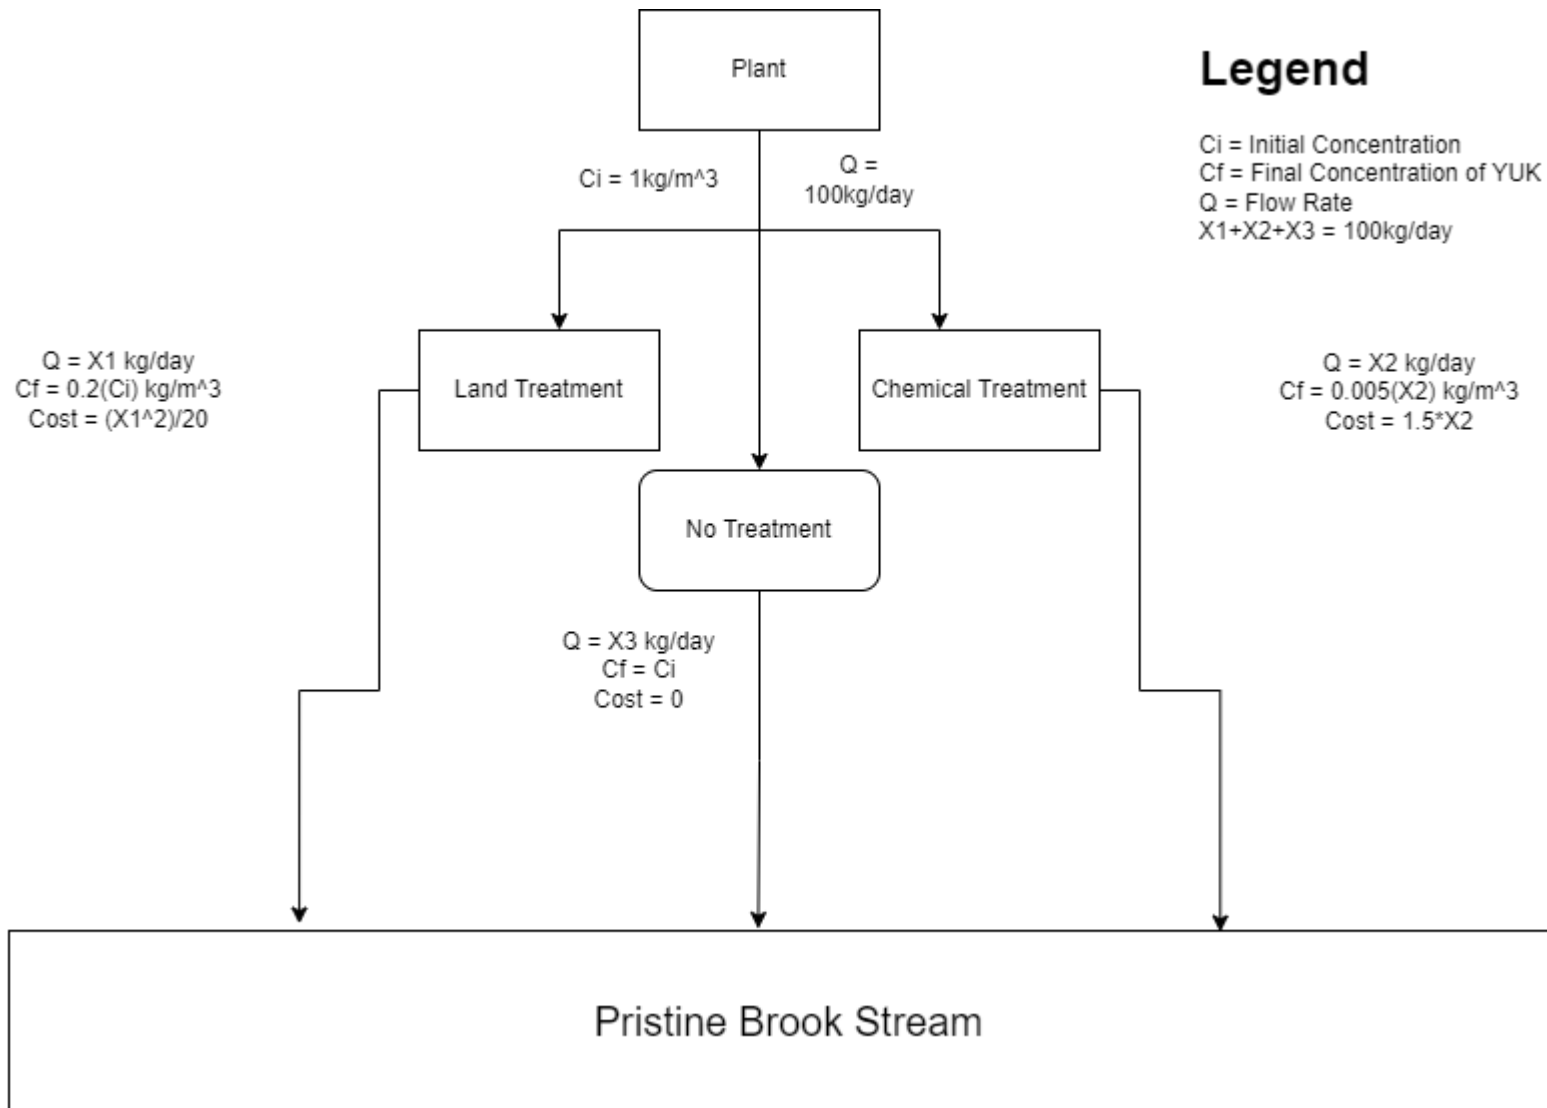 Plant
Legend
Ci = 1kg/m^3
Q =
100kg/day
Ci = Initial Concentration
Cf = Final Concentration of YUK
Q = Flow Rate
X1+X2+X3 = 100kg/day
Q = X1 kg/day
Cf = 0.2(Ci) kg/m^3
Cost = (X1^2)/20
Land Treatment
Chemical Treatment
Q = X2 kg/day
Cf = 0.005(X2) kg/m^3
Cost = 1.5*X2
No Treatment
Q = X3 kg/day
Cf = Ci
Cost = 0
Pristine Brook Stream